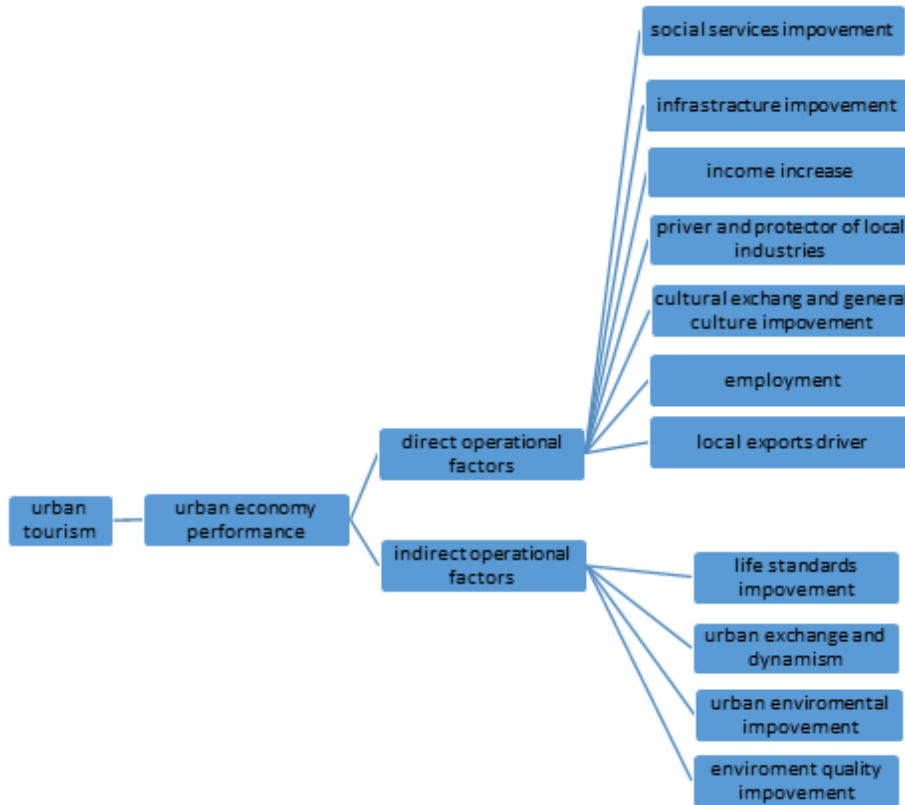 social services impovement
infrastracture impovement
income increase
priver and protector of local
industries
cultural exchang and general
culture impovement
employment
direct operational
factors
local exports driver
urban
tourism
urban economy
performance
indirect operational
factors
life standards
impovement
urban exchange and
dynamism
urban enviromental
impovement
enviroment quality
impovement